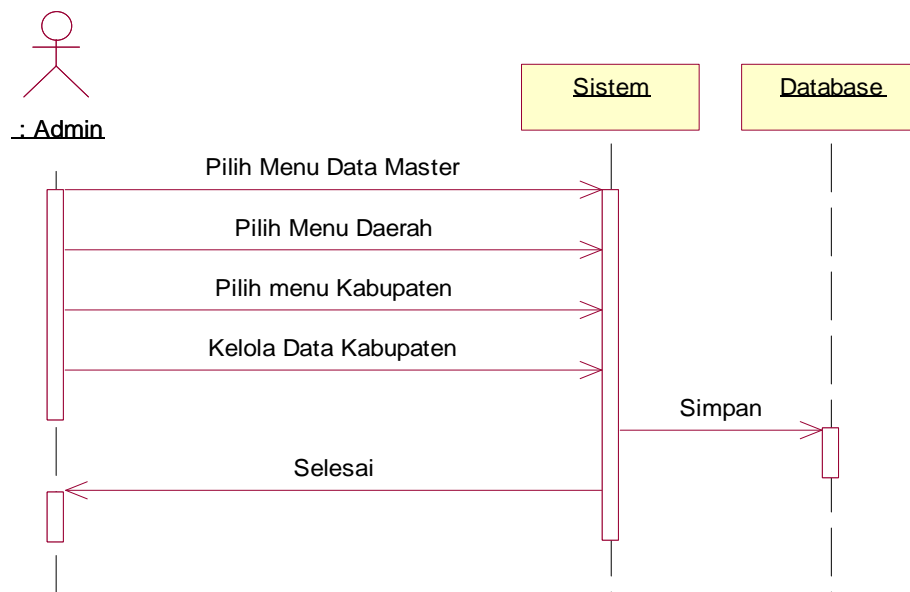 Sistem
Database
: Admin
Pilih Menu Data Master
Pilih Menu Daerah
Pilih menu Kabupaten
Kelola Data Kabupaten
Simpan
Selesai